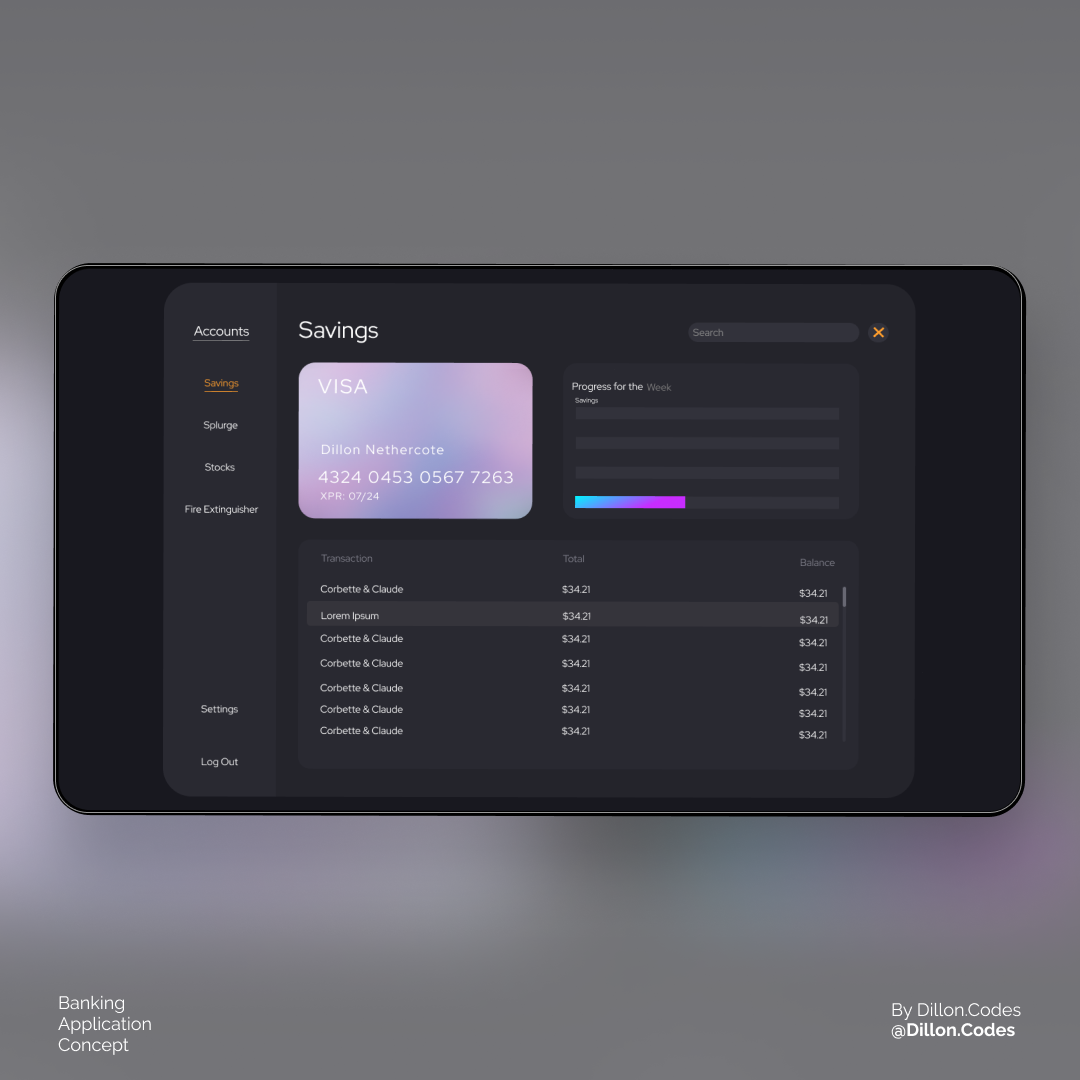 Accounts
Savings
Splurge
Stocks
Fire Extinguisher
Settings
Log Out
Savings
Search
VISA
Dillon Nethercote
4324 0453 0567 7263
XPR: 07/24
Progress for the Week
Savings
Transaction Total Balance
Corbette & Claude $34.21 $34.21
Lorem Ipsum $34.21 $34.21
Corbette & Claude $34.21 $34.21
Corbette & Claude $34.21 $34.21
Corbette & Claude $34.21 $34.21
Corbette & Claude $34.21 $34.21
Corbette & Claude $34.21 $34.21
Banking
Application
Concept
By Dillon.Codes
@Dillon.Codes